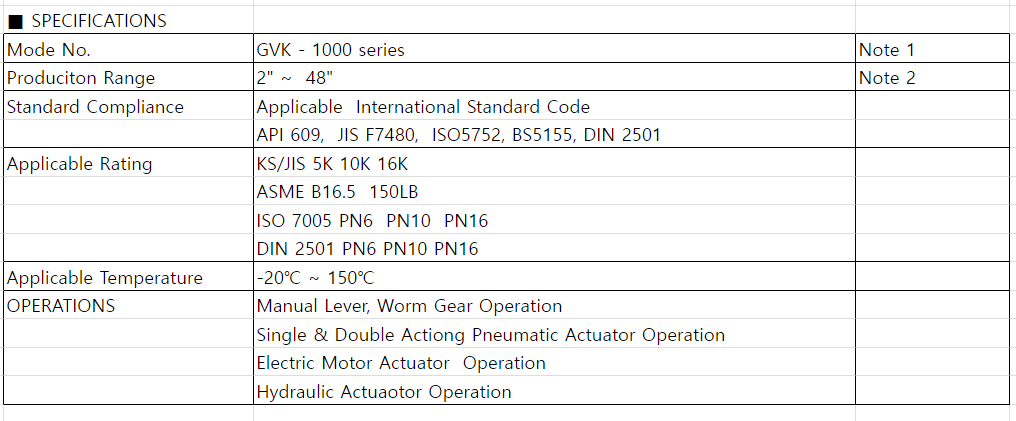 ■ SPECIFICATIONS
Mode No. GVK - 1000 series Note 1
Produciton Range 2" ~ 48" Note 2
Standard Compliance Applicable International Standard Code
API 609, JIS F7480, ISO5752, BS5155, DIN 2501
Applicable Rating KS/JIS 5K 10K 16K
ASME B16.5 150LB
ISO 7005 PN6 PN10 PN16
DIN 2501 PN6 PN10 PN16
Applicable Temperature -20℃ ~ 150℃
OPERATIONS Manual Lever, Worm Gear Operation
Single & Double Actiong Pneumatic Actuator Operation
Electric Motor Actuator Operation
Hydraulic Actuaotor Operation